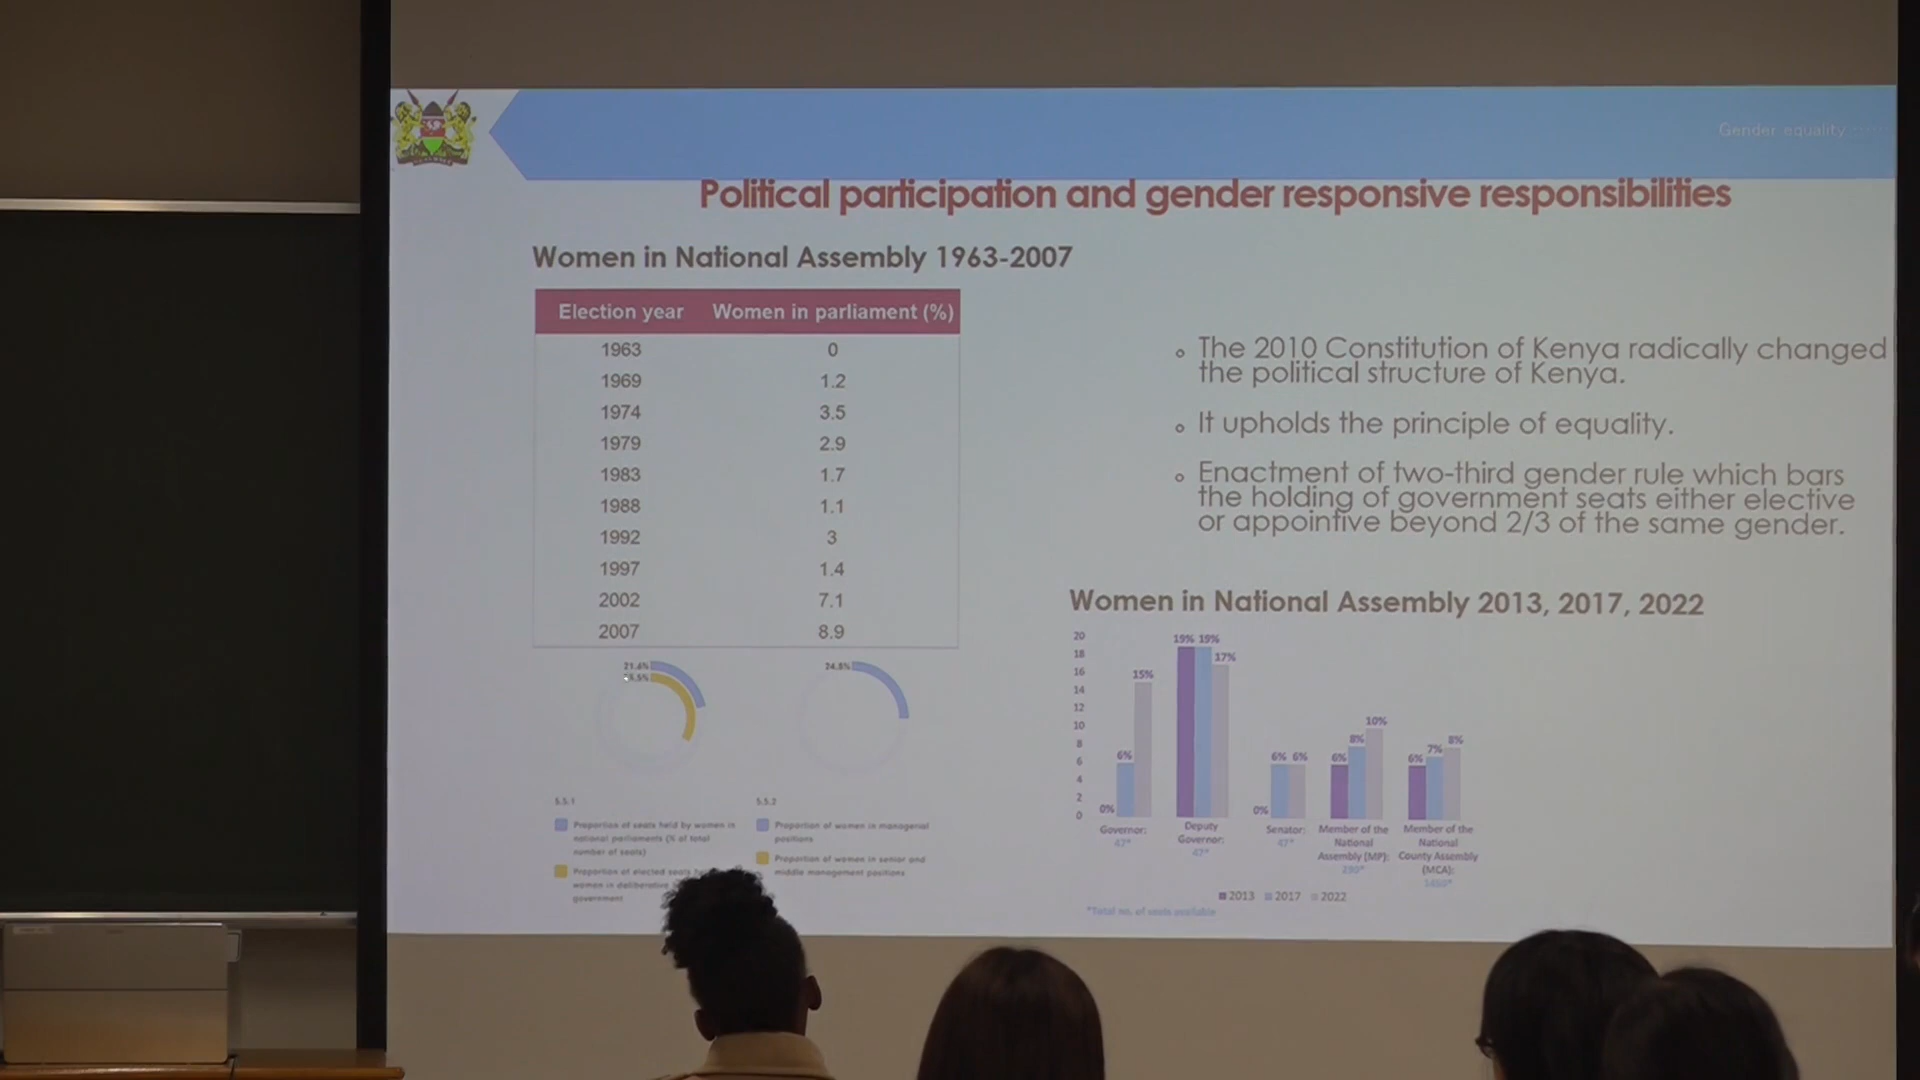 Gender equality
Political participation and gender responsive responsibilities
Women in National Assembly 1963-2007
Election year Women in parliament (%)
1963 0
1969 1.2
1974 3.5
1979 2.9
1983 1.7
1988 1.1
1992 3
1997 1.4
2002 7.1
2007 8.9
The 2010 Constitution of Kenya radically changed
the political structure of Kenya.
It upholds the principle of equality.
Enactment of two-third gender rule which bars
the holding of government seats either elective
or appointive beyond 2/3 of the same gender.
21.6%
24.8%
5.5.1
Proportion of seats held by women in
national parliaments (% of total
number of seats)
Proportion of elected seats
women in deliberative
government
5.5.2
Proportion of women in managerial
positions
Proportion of women in senior and
middle management positions
Women in National Assembly 2013, 2017, 2022
20
18
16
14
12
10
8
6
4
2
0
0% 6% 15%
19% 19% 17%
0% 6% 6%
6% 8% 10%
6% 7% 8%
Governor:
47*
Deputy
Governor:
47*
Senator:
47*
Member of the
National
Assembly (MP):
290*
Member of the
National
County Assembly
(MCA):
1450*
2013 2017 2022
*Total no. of seats available